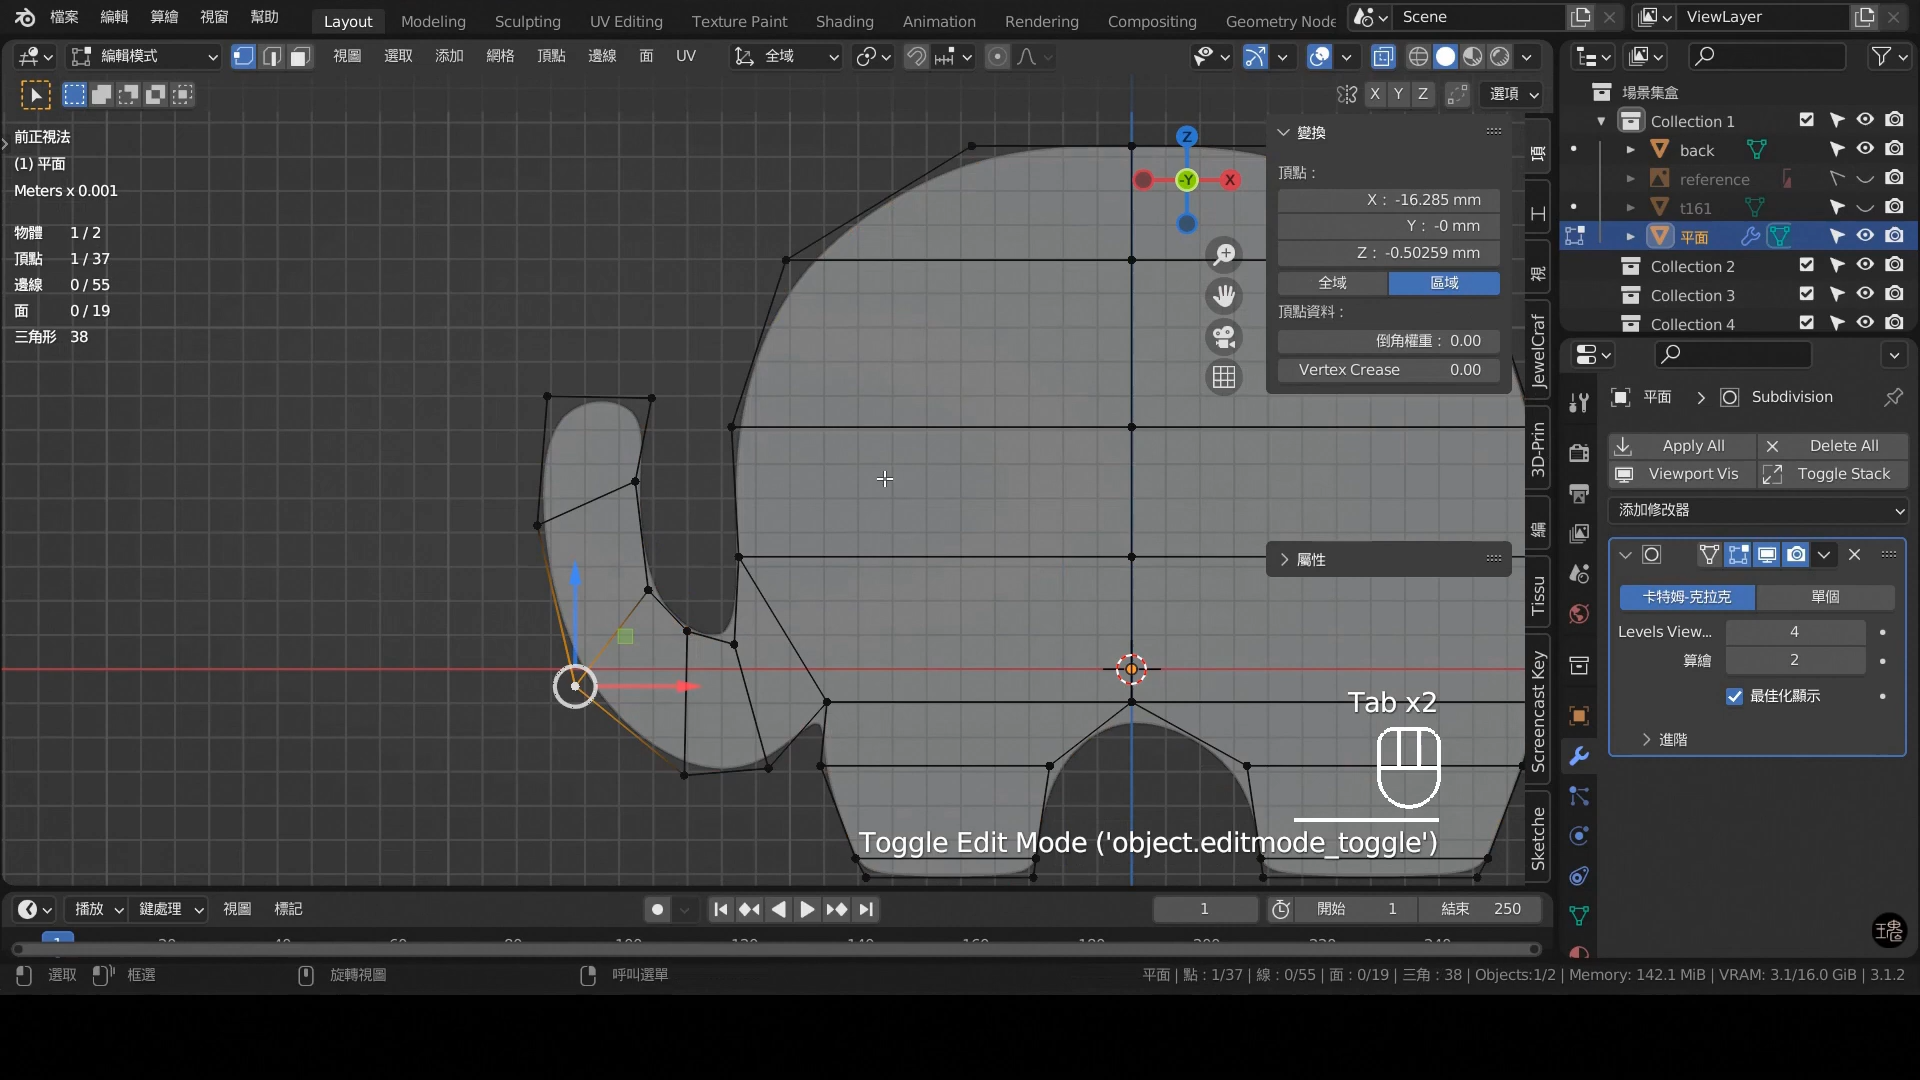 檔案 編輯 算繪 視窗 幫助 Layout Modeling Sculpting UV Editing Texture Paint Shading Animation Rendering Compositing Geometry Node Scene ViewLayer
編輯模式 視圖 選取 添加 網格 頂點 邊線 面 UV 全域
X Y Z 選項
前正視法
(1) 平面
Meters x 0.001
物體 1 / 2
頂點 1 / 37
邊線 0 / 55
面 0 / 19
三角形 38
Z
-Y
X
變換
頂點：
X： -16.285 mm
Y： -0 mm
Z： -0.50259 mm
全域 區域
頂點資料：
倒角權重： 0.00
Vertex Crease 0.00
屬性
項
工
視
JewelCraf
3D-Prin
編
Tissu
Screencast Key
Sketche
Tab x2
Toggle Edit Mode ('object.editmode_toggle')
場景集盒
Collection 1
back
reference
t161
平面
Collection 2
Collection 3
Collection 4
平面 > Subdivision
Apply All Delete All
Viewport Vis Toggle Stack
添加修改器
卡特姆-克拉克 單個
Levels View... 4
算繪 2
最佳化顯示
進階
播放 鍵處理 視圖 標記 1 開始 1 結束 250
1
選取 框選 旋轉視圖 呼叫選單 平面 | 點 : 1/37 | 線 : 0/55 | 面 : 0/19 | 三角 : 38 | Objects:1/2 | Memory: 142.1 MiB | VRAM: 3.1/16.0 GiB | 3.1.2